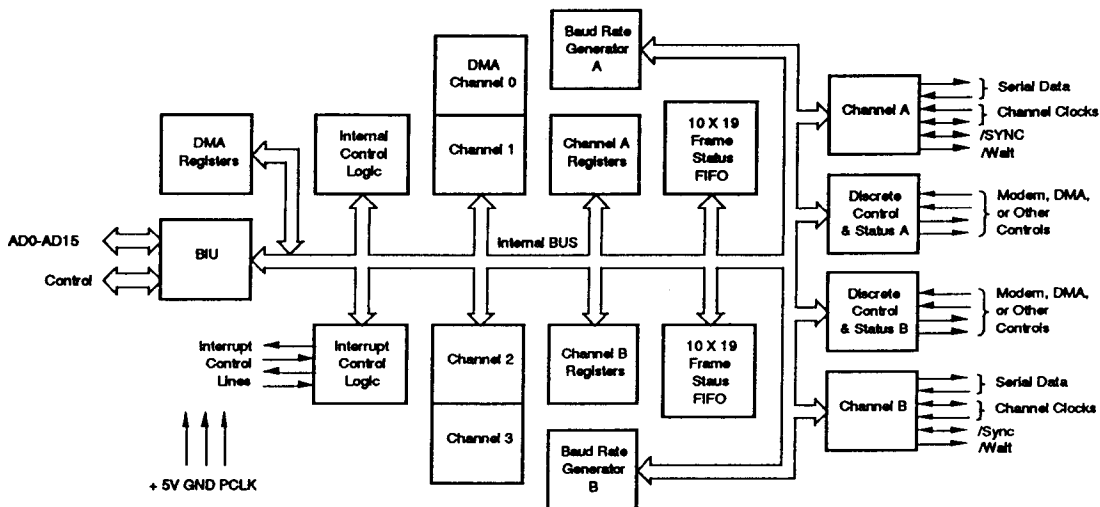 Baud Rate
Generator
A
DMA
Channel 0
Channel 1
DMA
Registers
Internal
Control
Logic
Channel A
Registers
10 X 19
Frame
Status
FIFO
Channel A
Serial Data
Channel Clocks
/SYNC
/Wait
Discrete
Control
& Status A
Modem, DMA,
or Other
Controls
AD0-AD15
Control
BIU
Internal BUS
Discrete
Control
& Status B
Modem, DMA,
or Other
Controls
Interrupt
Control
Lines
Interrupt
Control
Logic
Channel 2
Channel 3
Channel B
Registers
10 X 19
Frame
Staus
FIFO
Channel B
Serial Data
Channel Clocks
/Sync
/Wait
Baud Rate
Generator
B
+ 5V GND PCLK